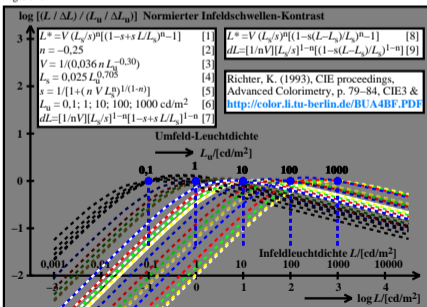 log [(L / ΔL) / (Lu / ΔLu)] Normierter Infeldschwellen-Kontrast
L*=V (Ls/s)ⁿ[(1−s+s L/Ls)ⁿ−1] [1]
n = −0,25 [2]
V = 1/(0,036 n Lu^−0,30) [3]
Ls = 0,025 Lu^0,705 [4]
s = 1/[1+( n V Lsⁿ)^1/(1-n)] [5]
Lu = 0,1; 1; 10; 100; 1000 cd/m² [6]
dL=[1/nV][Ls/s]^1−n[1−s+s L/Ls]^1−n [7]
L*=V (Ls/s)ⁿ[(1−s(L−Ls)/Ls)ⁿ−1] [8]
dL=[1/nV][Ls/s]^1−n[(1−s(L−Ls)/Ls)^1−n] [9]
Richter, K. (1993), CIE proceedings,
Advanced Colorimetry, p. 79–84, CIE3 &
http://color.li.tu-berlin.de/BUA4BF.PDF
Umfeld-Leuchtdichte
Lu/[cd/m²]
0,1 1 10 100 1000
Infeldleuchtdichte L/[cd/m²]
0,001 0,1 1 10 100 10000
−2 −1 0 1 2 3 4
log L/[cd/m²]
3
2
1
0
−1
−2